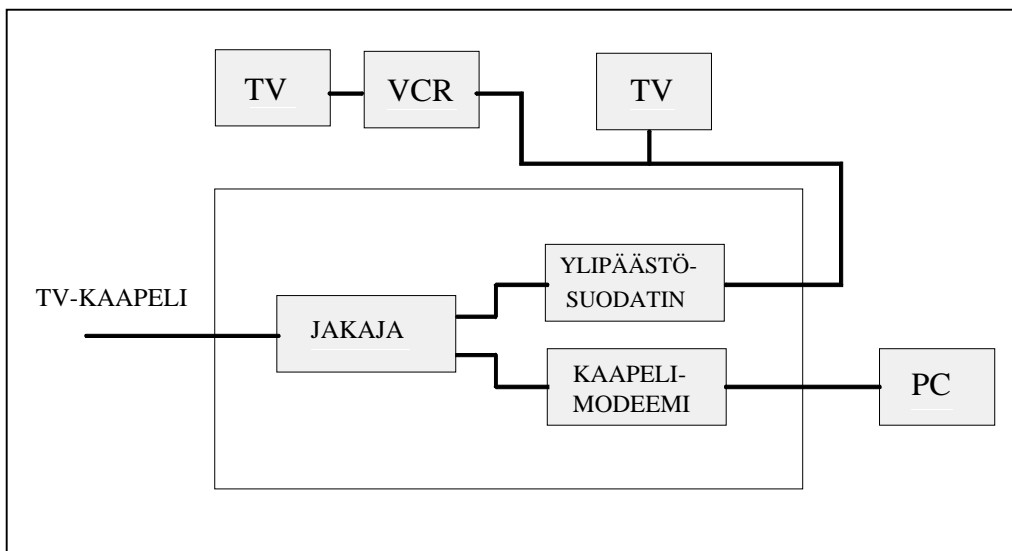 TV
VCR
TV
TV-KAAPELI
JAKAJA
YLIPÄÄSTÖ-
SUODATIN
KAAPELI-
MODEEMI
PC